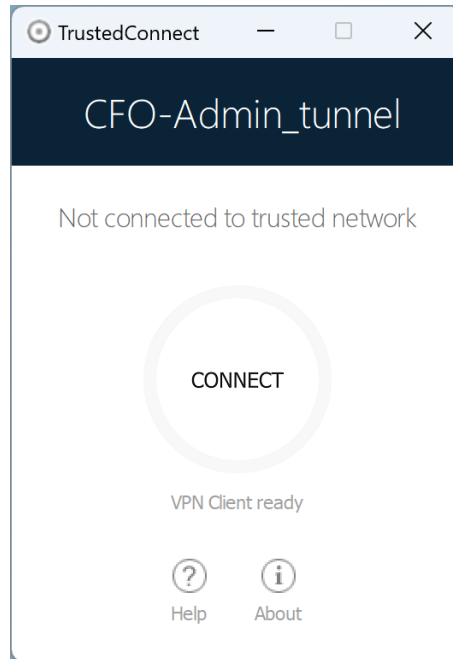 TrustedConnect
CFO-Admin_tunnel
Not connected to trusted network
CONNECT
VPN Client ready
Help About